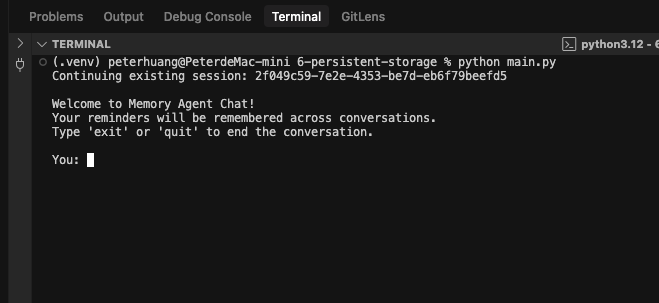 Problems Output Debug Console Terminal GitLens
TERMINAL
python3.12 - 6
(.venv) peterhuang@PeterdeMac-mini 6-persistent-storage % python main.py
Continuing existing session: 2f049c59-7e2e-4353-be7d-eb6f79beefd5
Welcome to Memory Agent Chat!
Your reminders will be remembered across conversations.
Type 'exit' or 'quit' to end the conversation.
You: